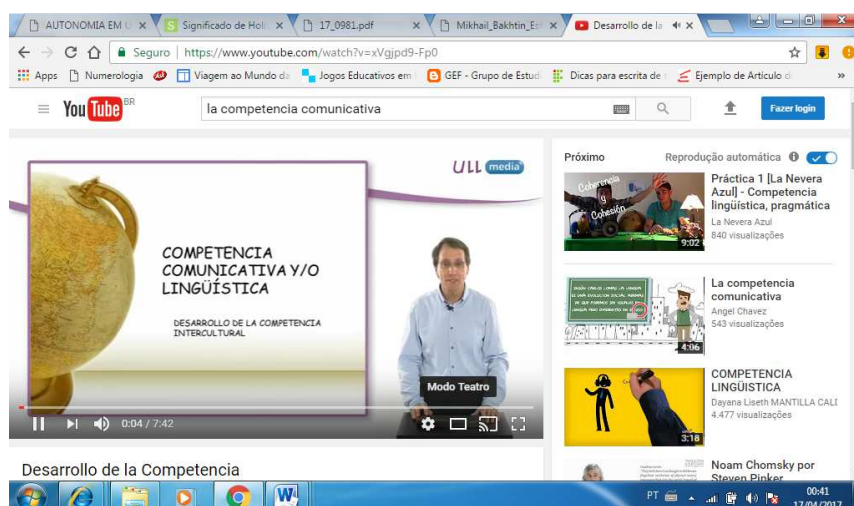 AUTONOMIA EM U
Significado de Holi
17_0981.pdf
Mikhail_Bakhtin_Est
Desarrollo de la
Seguro
https://www.youtube.com/watch?v=xVgjpd9-Fp0
Apps
Numerologia
Viagem ao Mundo da
Jogos Educativos em
GEF - Grupo de Estud
Dicas para escrita de
Ejemplo de Artículo d
»
YouTube BR
la competencia comunicativa
Fazer login
ULL media
COMPETENCIA
COMUNICATIVA Y/O
LINGÜÍSTICA
DESARROLLO DE LA COMPETENCIA
INTERCULTURAL
Modo Teatro
0:04 / 7:42
Desarrollo de la Competencia
Próximo
Reprodução automática
Coherencia
y
Cohesión
9:02
Práctica 1 [La Nevera
Azul] - Competencia
lingüística, pragmática
La Nevera Azul
840 visualizações
4:06
La competencia
comunicativa
Angel Chavez
543 visualizações
3:18
COMPETENCIA
LINGÜISTICA
Dayana Liseth MANTILLA CALI
4.477 visualizações
Noam Chomsky por
Steven Pinker
PT
00:41
17/04/2017